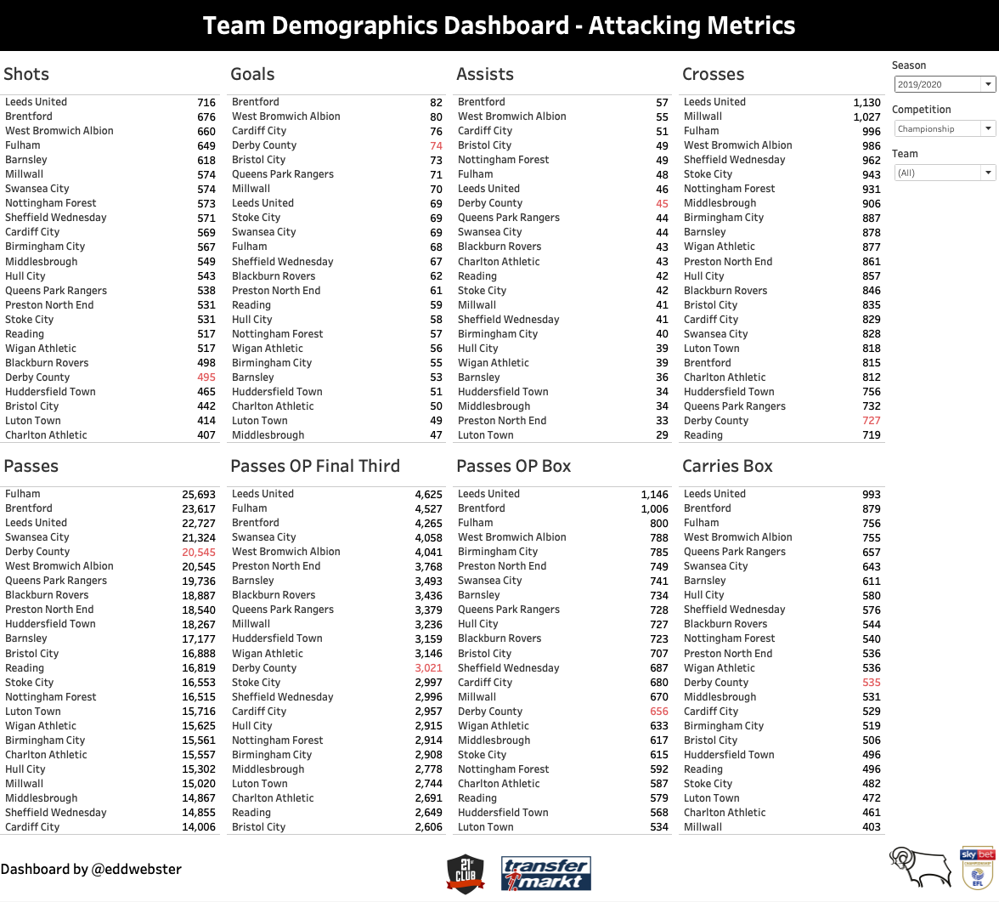 Team Demographics Dashboard - Attacking Metrics
Shots
Leeds United 716
Brentford 676
West Bromwich Albion 660
Fulham 649
Barnsley 618
Millwall 574
Swansea City 574
Nottingham Forest 573
Sheffield Wednesday 571
Cardiff City 569
Birmingham City 567
Middlesbrough 549
Hull City 543
Queens Park Rangers 538
Preston North End 531
Stoke City 531
Reading 517
Wigan Athletic 517
Blackburn Rovers 498
Derby County 495
Huddersfield Town 465
Bristol City 442
Luton Town 414
Charlton Athletic 407
Goals
Brentford 82
West Bromwich Albion 80
Cardiff City 76
Derby County 74
Bristol City 73
Queens Park Rangers 71
Millwall 70
Leeds United 69
Stoke City 69
Swansea City 69
Fulham 68
Sheffield Wednesday 67
Blackburn Rovers 62
Preston North End 61
Reading 59
Hull City 58
Nottingham Forest 57
Wigan Athletic 56
Birmingham City 55
Barnsley 53
Huddersfield Town 51
Charlton Athletic 50
Luton Town 49
Middlesbrough 47
Assists
Brentford 57
West Bromwich Albion 55
Cardiff City 51
Bristol City 49
Nottingham Forest 49
Fulham 48
Leeds United 46
Derby County 45
Queens Park Rangers 44
Swansea City 44
Blackburn Rovers 43
Charlton Athletic 43
Reading 42
Stoke City 42
Millwall 41
Sheffield Wednesday 41
Birmingham City 40
Hull City 39
Wigan Athletic 39
Barnsley 36
Huddersfield Town 34
Middlesbrough 34
Preston North End 33
Luton Town 29
Crosses
Leeds United 1,130
Millwall 1,027
Fulham 996
West Bromwich Albion 986
Sheffield Wednesday 962
Stoke City 943
Nottingham Forest 931
Middlesbrough 906
Birmingham City 887
Barnsley 878
Wigan Athletic 877
Preston North End 861
Hull City 857
Blackburn Rovers 846
Bristol City 835
Cardiff City 829
Swansea City 828
Luton Town 818
Brentford 815
Charlton Athletic 812
Huddersfield Town 756
Queens Park Rangers 732
Derby County 727
Reading 719
Season
2019/2020
Competition
Championship
Team
(All)
Passes
Fulham 25,693
Brentford 23,617
Leeds United 22,727
Swansea City 21,324
Derby County 20,545
West Bromwich Albion 20,545
Queens Park Rangers 19,736
Blackburn Rovers 18,887
Preston North End 18,540
Huddersfield Town 18,267
Barnsley 17,177
Bristol City 16,888
Reading 16,819
Stoke City 16,553
Nottingham Forest 16,515
Luton Town 15,716
Wigan Athletic 15,625
Birmingham City 15,561
Charlton Athletic 15,557
Hull City 15,302
Millwall 15,020
Middlesbrough 14,867
Sheffield Wednesday 14,855
Cardiff City 14,006
Passes OP Final Third
Leeds United 4,625
Fulham 4,527
Brentford 4,265
Swansea City 4,058
West Bromwich Albion 4,041
Preston North End 3,768
Barnsley 3,493
Blackburn Rovers 3,436
Queens Park Rangers 3,379
Millwall 3,236
Huddersfield Town 3,159
Wigan Athletic 3,146
Derby County 3,021
Stoke City 2,997
Sheffield Wednesday 2,996
Cardiff City 2,957
Hull City 2,915
Nottingham Forest 2,914
Birmingham City 2,908
Middlesbrough 2,778
Luton Town 2,744
Charlton Athletic 2,691
Reading 2,649
Bristol City 2,606
Passes OP Box
Leeds United 1,146
Brentford 1,006
Fulham 800
West Bromwich Albion 788
Birmingham City 785
Preston North End 749
Swansea City 741
Barnsley 734
Queens Park Rangers 728
Hull City 727
Blackburn Rovers 723
Bristol City 707
Sheffield Wednesday 687
Cardiff City 680
Millwall 670
Derby County 656
Wigan Athletic 633
Middlesbrough 617
Stoke City 615
Nottingham Forest 592
Charlton Athletic 587
Reading 579
Huddersfield Town 568
Luton Town 534
Carries Box
Leeds United 993
Brentford 879
Fulham 756
West Bromwich Albion 755
Queens Park Rangers 657
Swansea City 643
Barnsley 611
Hull City 580
Sheffield Wednesday 576
Blackburn Rovers 544
Nottingham Forest 540
Preston North End 536
Wigan Athletic 536
Derby County 535
Middlesbrough 531
Cardiff City 529
Birmingham City 519
Bristol City 506
Huddersfield Town 496
Reading 496
Stoke City 482
Luton Town 472
Charlton Athletic 461
Millwall 403
Dashboard by @eddwebster
21ST
CLUB
transfer
markt
sky bet
CHAMPIONSHIP
EFL